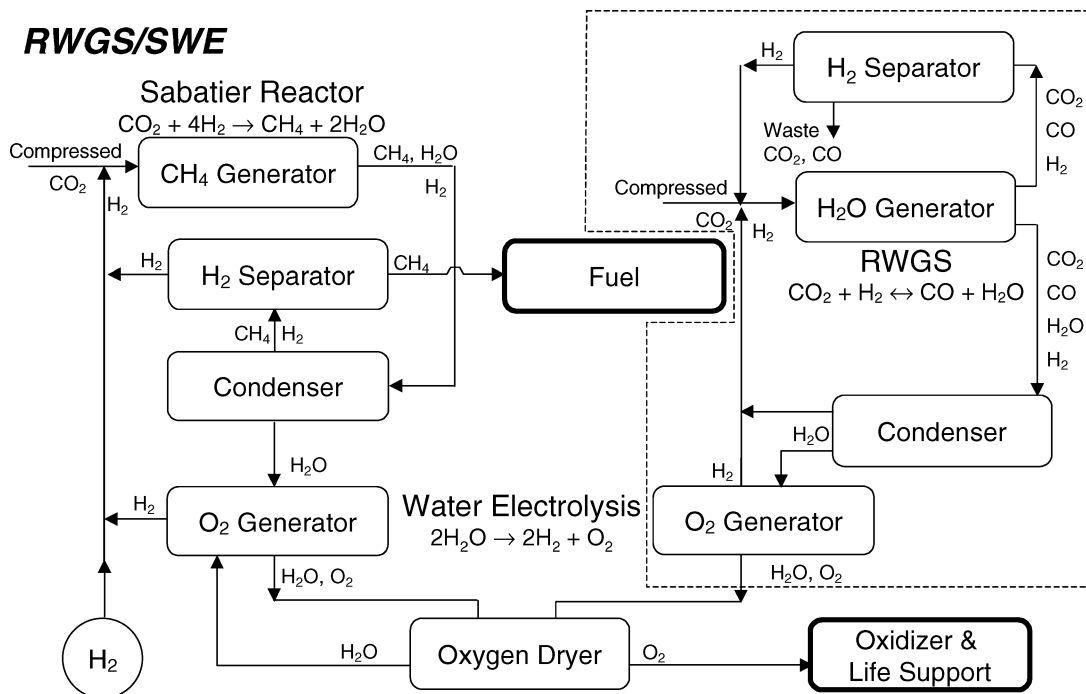 RWGS/SWE
Sabatier Reactor
CO₂ + 4H₂ → CH₄ + 2H₂O
Compressed
CO₂
H₂
CH₄ Generator
CH₄, H₂O
H₂
H₂
H₂ Separator
CH₄
Fuel
CH₄
H₂
Condenser
H₂O
H₂
O₂ Generator
Water Electrolysis
2H₂O → 2H₂ + O₂
H₂O, O₂
H₂
H₂O
Oxygen Dryer
O₂
Oxidizer &
Life Support
H₂
H₂ Separator
CO₂
CO
H₂
Waste
CO₂, CO
Compressed
CO₂
H₂
H₂O Generator
RWGS
CO₂ + H₂ ↔ CO + H₂O
CO₂
CO
H₂O
H₂
Condenser
H₂O
H₂
O₂ Generator
H₂O, O₂